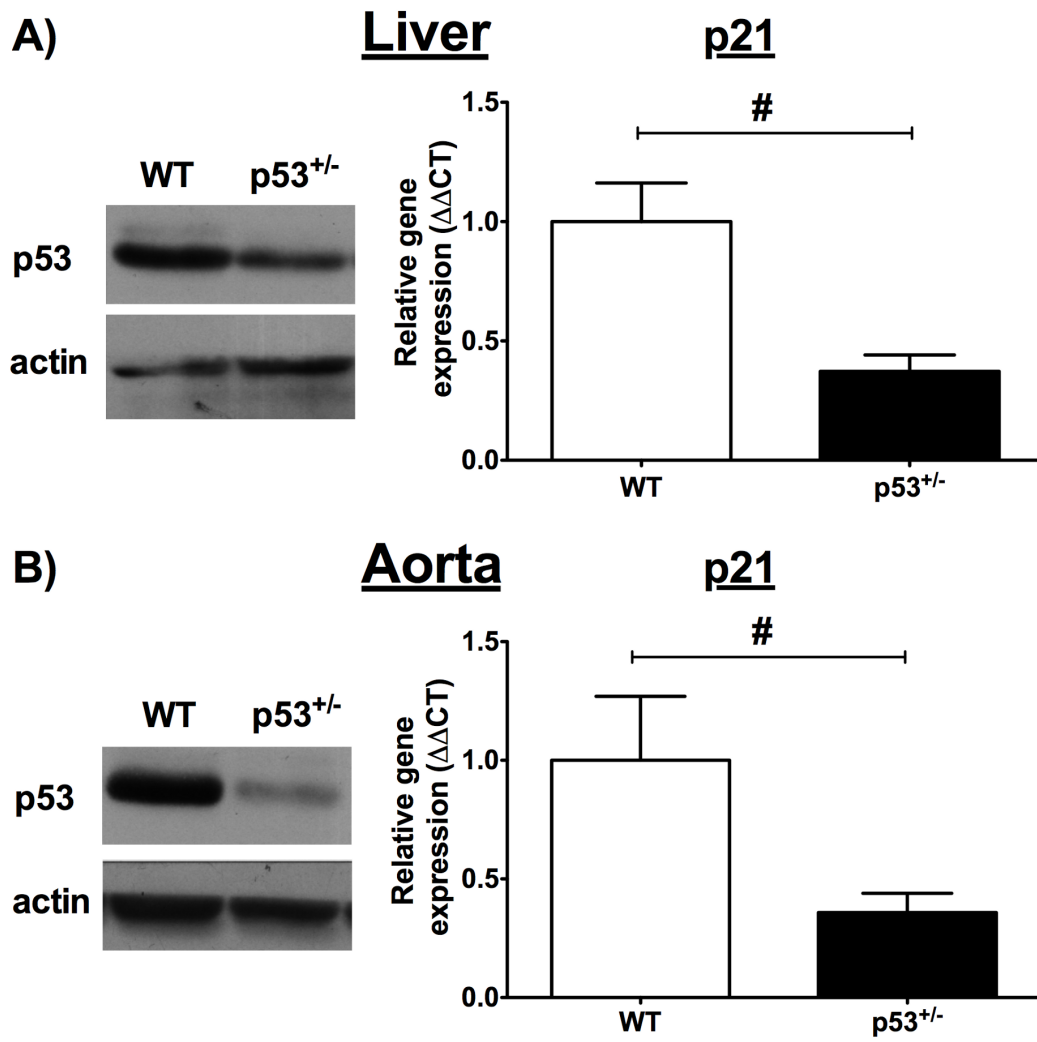 A)
Liver
p21
WT p53+/-
p53
actin
Relative gene
expression (ΔΔCT)
1.5
1.0
0.5
0.0
#
WT p53+/-
B)
Aorta
p21
WT p53+/-
p53
actin
Relative gene
expression (ΔΔCT)
1.5
1.0
0.5
0.0
#
WT p53+/-